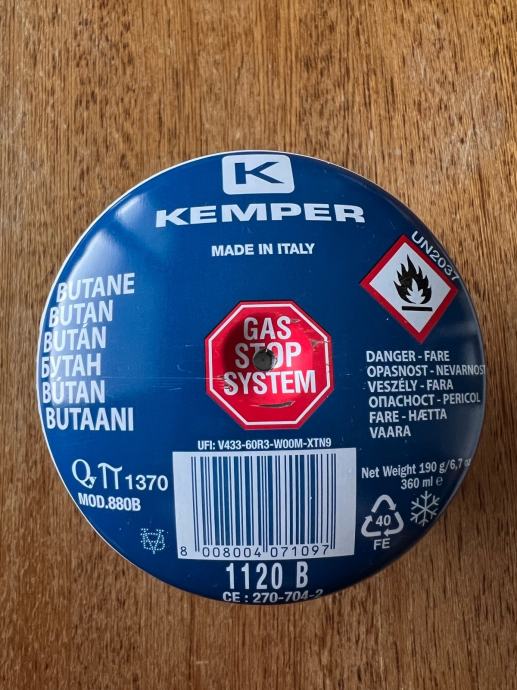 K
KEMPER
MADE IN ITALY
UN2037
BUTANE
BUTAN
BUTÁN
БУТАН
BÚTAN
BUTAANI
GAS
STOP
SYSTEM
DANGER - FARE
OPASNOST - NEVARNOST
VESZÉLY - FARA
ОПАСНОСТ - PERICOL
FARE - HÆTTA
VAARA
UFI: V433-60R3-W00M-XTN9
1370
MOD.880B
Net Weight 190 g/6,7 oz
360 ml e
40
FE
8 008004 071097
1120 B
CE : 270-704-2